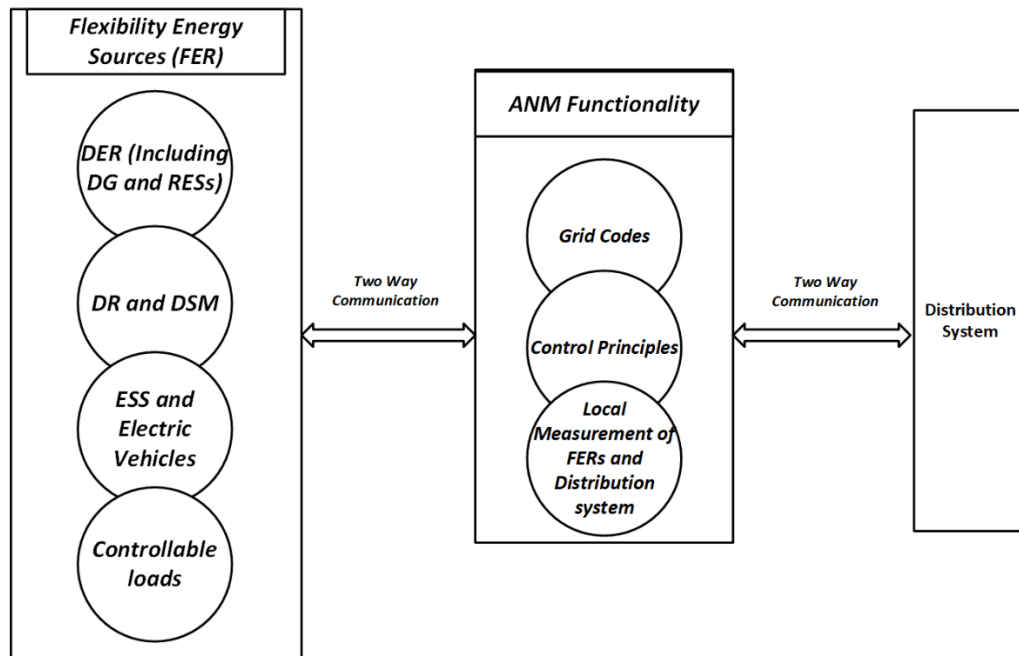 Flexibility Energy
Sources (FER)
DER (Including
DG and RESs)
DR and DSM
ESS and
Electric
Vehicles
Controllable
loads
Two Way
Communication
ANM Functionality
Grid Codes
Control Principles
Local
Measurement of
FERs and
Distribution
system
Two Way
Communication
Distribution
System